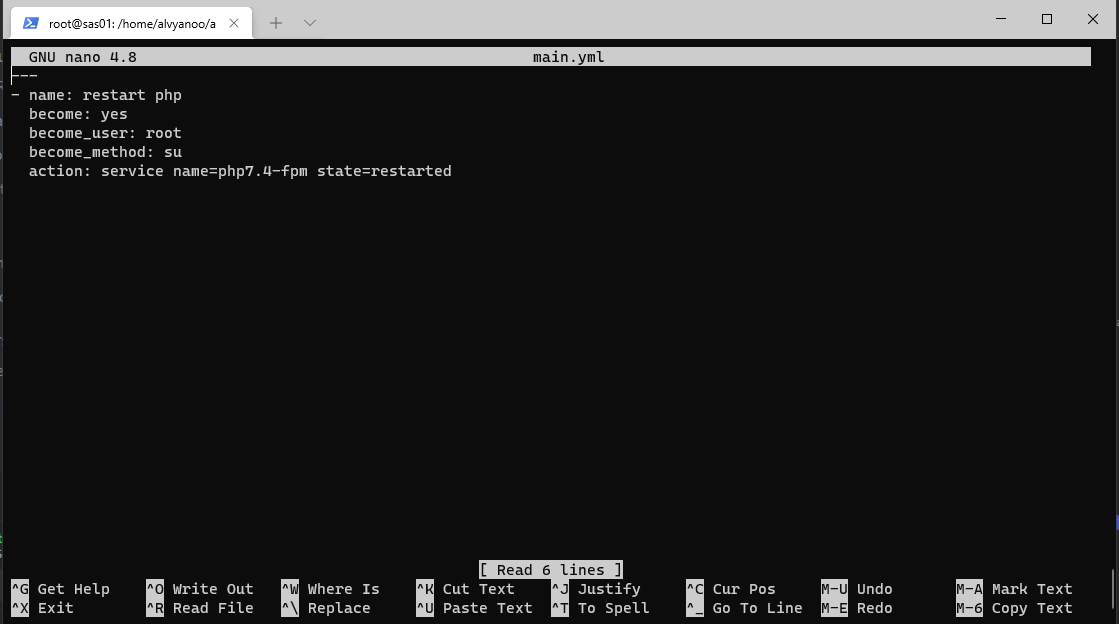 root@sas01: /home/alvyanoo/a
GNU nano 4.8 main.yml
---
- name: restart php
  become: yes
  become_user: root
  become_method: su
  action: service name=php7.4-fpm state=restarted
[ Read 6 lines ]
^G Get Help ^O Write Out ^W Where Is ^K Cut Text ^J Justify ^C Cur Pos M-U Undo M-A Mark Text
^X Exit ^R Read File ^\ Replace ^U Paste Text ^T To Spell ^_ Go To Line M-E Redo M-6 Copy Text